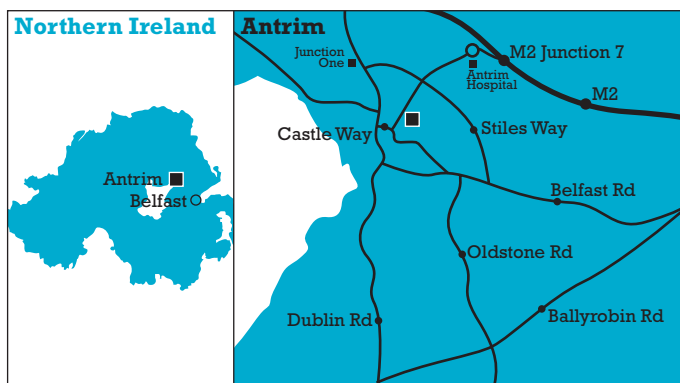 Northern Ireland
Antrim
Belfast
Antrim
Junction
One
M2 Junction 7
Antrim
Hospital
M2
Castle Way
Stiles Way
Belfast Rd
Oldstone Rd
Dublin Rd
Ballyrobin Rd